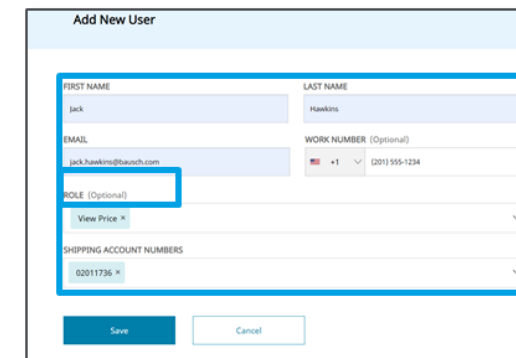 Add New User
FIRST NAME LAST NAME
Jack Hawkins
EMAIL WORK NUMBER (Optional)
jack.hawkins@bausch.com +1 (201) 555-1234
ROLE (Optional)
View Price ×
SHIPPING ACCOUNT NUMBERS
02011736 ×
Save Cancel